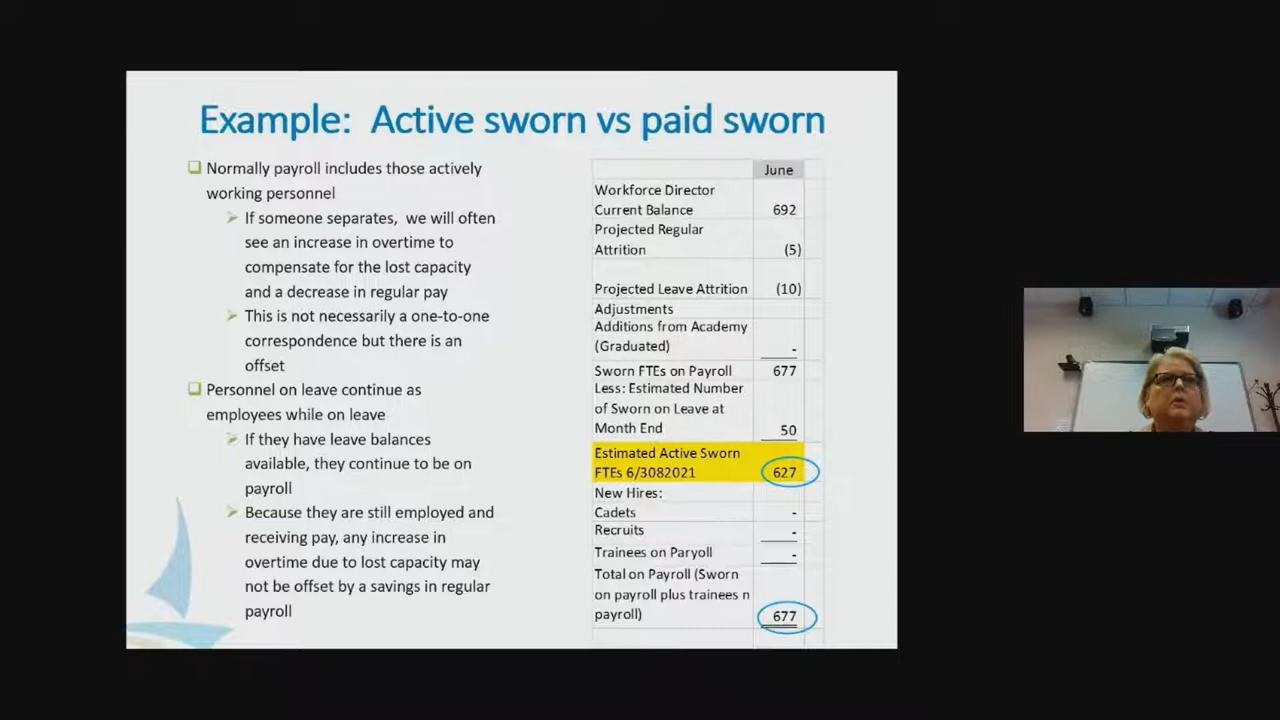 Example: Active sworn vs paid sworn
Normally payroll includes those actively
working personnel
If someone separates, we will often
see an increase in overtime to
compensate for the lost capacity
and a decrease in regular pay
This is not necessarily a one-to-one
correspondence but there is an
offset
Personnel on leave continue as
employees while on leave
If they have leave balances
available, they continue to be on
payroll
Because they are still employed and
receiving pay, any increase in
overtime due to lost capacity may
not be offset by a savings in regular
payroll
June
Workforce Director
Current Balance 692
Projected Regular
Attrition (5)
Projected Leave Attrition (10)
Adjustments
Additions from Academy
(Graduated) -
Sworn FTEs on Payroll 677
Less: Estimated Number
of Sworn on Leave at
Month End 50
Estimated Active Sworn
FTEs 6/3082021 627
New Hires:
Cadets -
Recruits -
Trainees on Paryoll -
Total on Payroll (Sworn
on payroll plus trainees n
payroll) 677